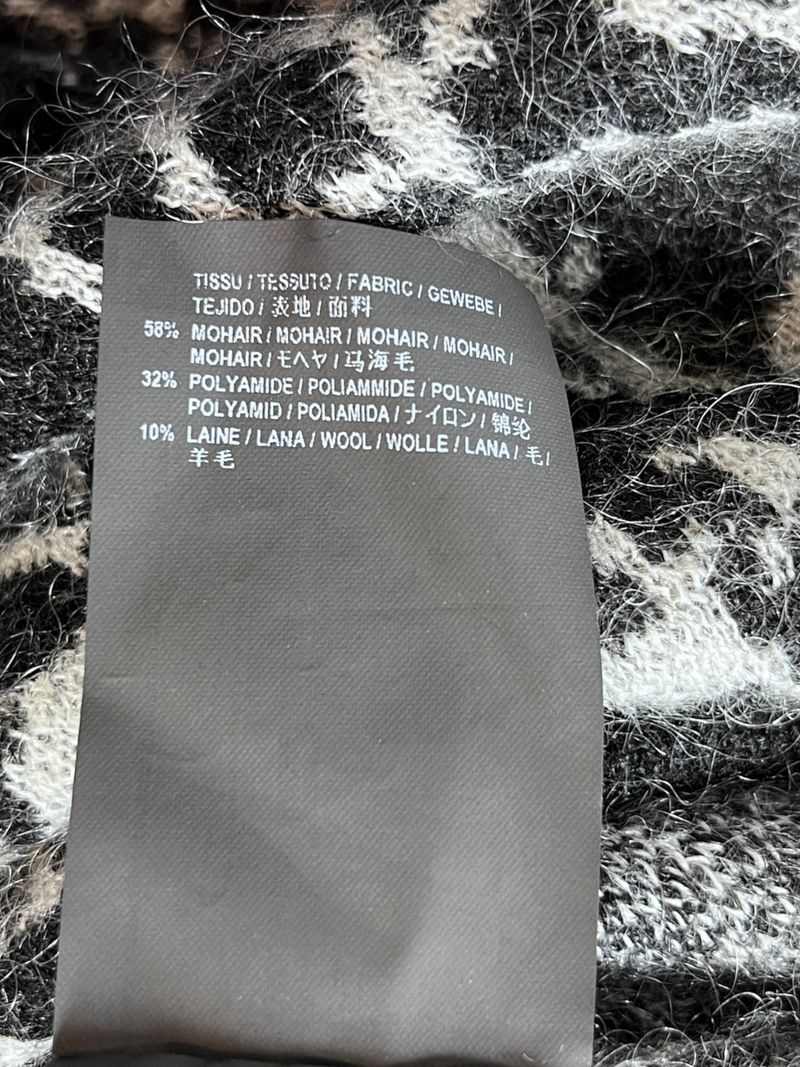 TISSU / TESSUTO / FABRIC / GEWEBE /
TEJIDO / 表地 / 面料
58% MOHAIR / MOHAIR / MOHAIR / MOHAIR /
MOHAIR / モヘヤ / 马海毛
32% POLYAMIDE / POLIAMMIDE / POLYAMIDE /
POLYAMID / POLIAMIDA / ナイロン / 锦纶
10% LAINE / LANA / WOOL / WOLLE / LANA / 毛 /
羊毛